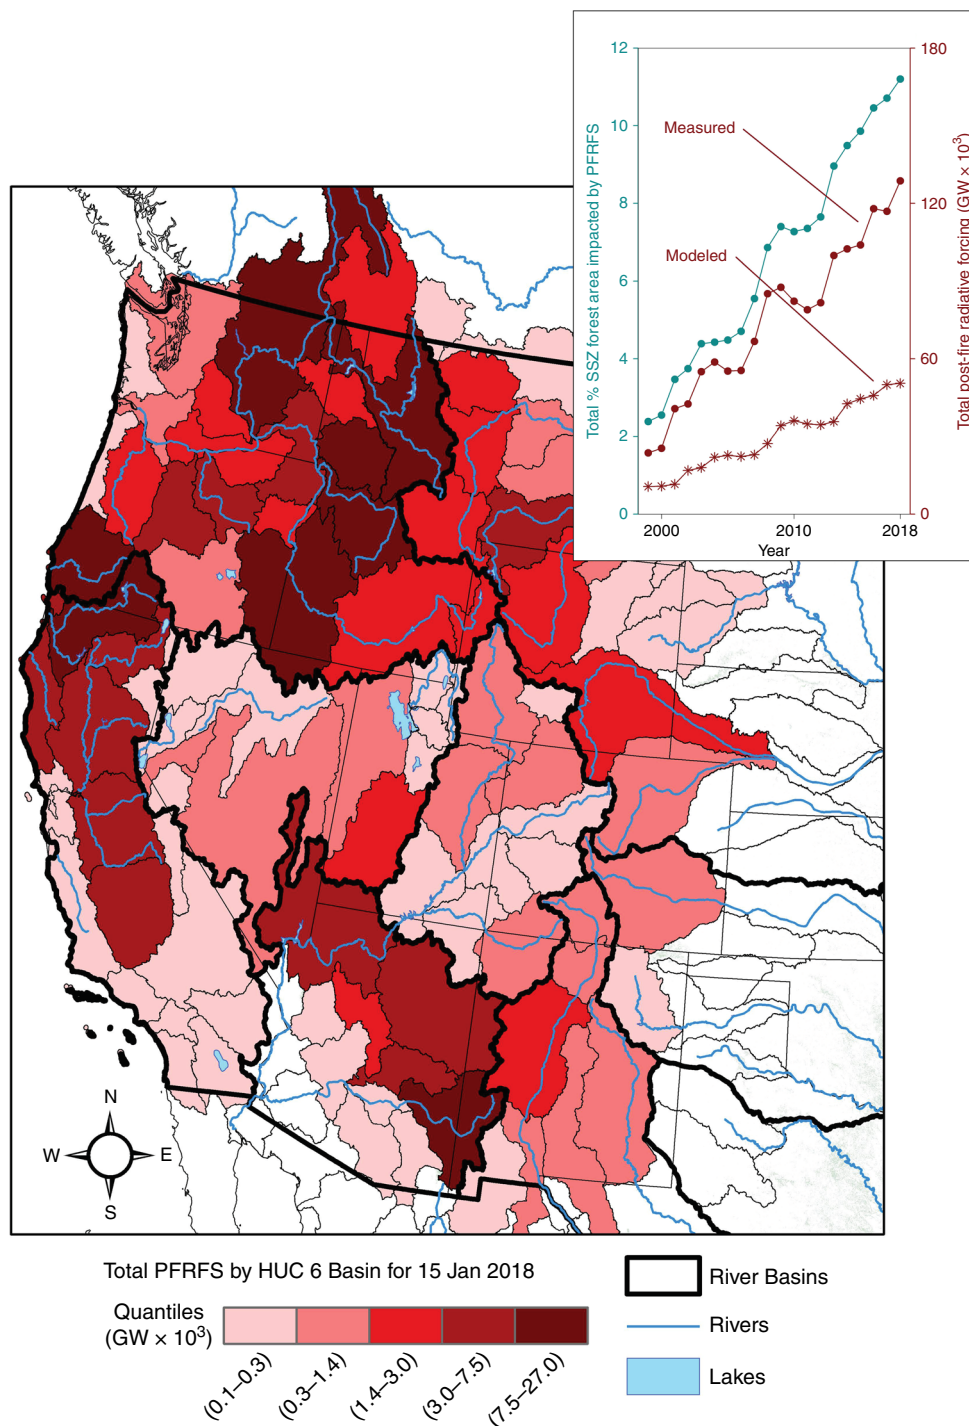 12
10
8
6
4
2
0
Total % SSZ forest area impacted by PFRFS
180
120
60
0
Total post-fire radiative forcing (GW × 10³)
Measured
Modeled
2000
2010
2018
Year
N
W
E
S
Total PFRFS by HUC 6 Basin for 15 Jan 2018
Quantiles
(GW × 10³)
(0.1–0.3)
(0.3–1.4)
(1.4–3.0)
(3.0–7.5)
(7.5–27.0)
River Basins
Rivers
Lakes